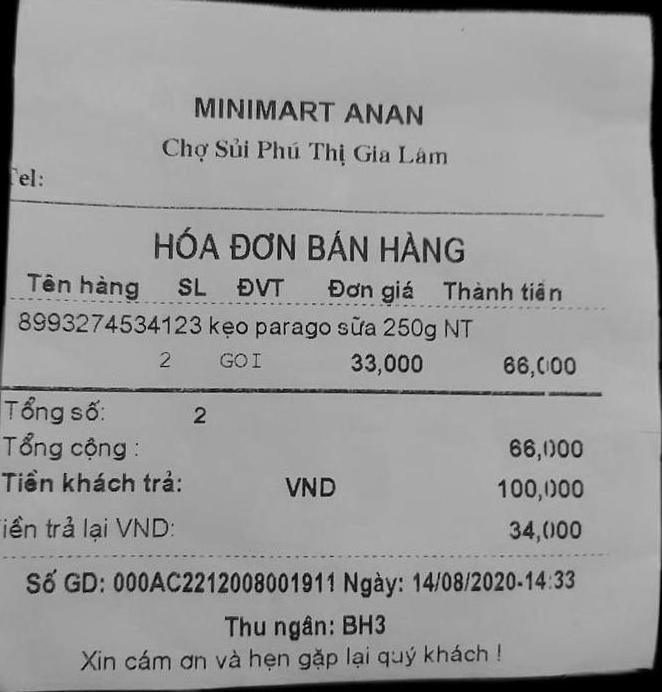 MINIMART ANAN
Chợ Sủi Phú Thị Gia Lâm
Tel:
HÓA ĐƠN BÁN HÀNG
Tên hàng SL ĐVT Đơn giá Thành tiền
8993274534123 kẹo parago sữa 250g NT
2 GOI 33,000 66,000
Tổng số: 2
Tổng cộng : 66,000
Tiền khách trả: VND 100,000
iền trả lại VND: 34,000
Số GD: 000AC2212008001911 Ngày: 14/08/2020-14:33
Thu ngân: BH3
Xin cám ơn và hẹn gặp lại quý khách !